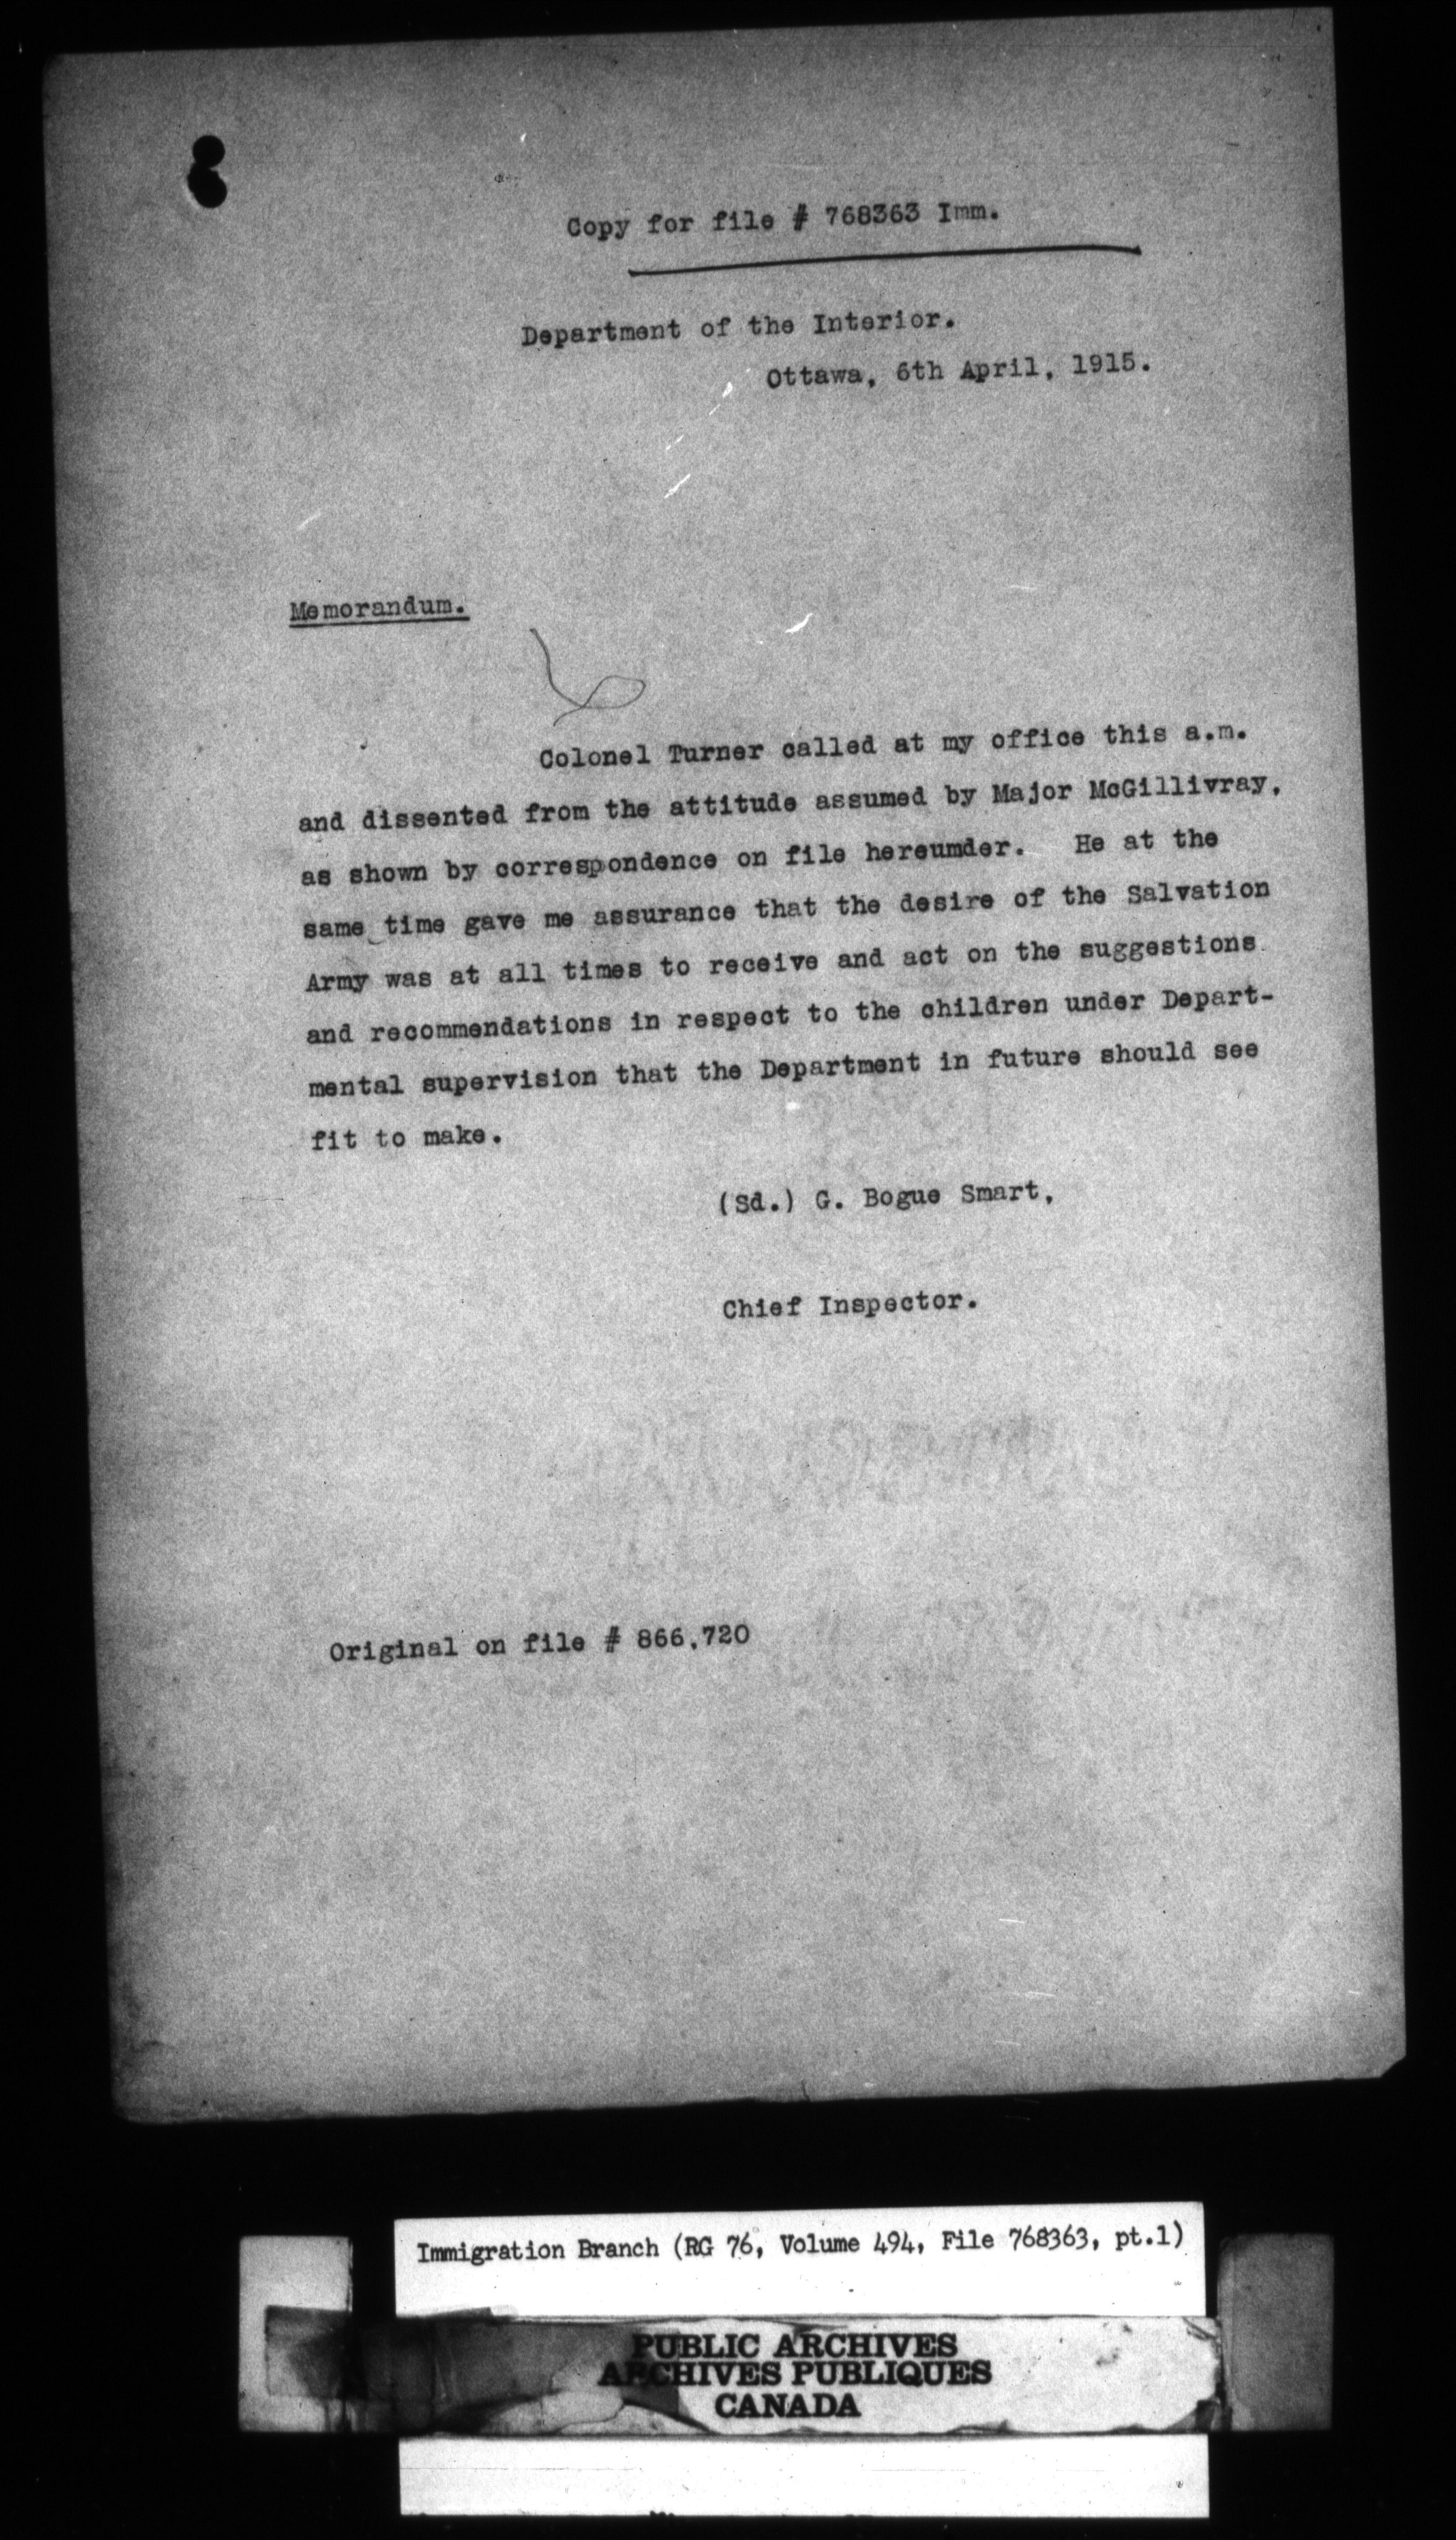 Copy for file # 768363 Imm.
Department of the Interior.
Ottawa, 6th April, 1915.
Memorandum.
Colonel Turner called at my office this a.m.
and dissented from the attitude assumed by Major McGillivray,
as shown by correspondence on file hereumder. He at the
same time gave me assurance that the desire of the Salvation
Army was at all times to receive and act on the suggestions
and recommendations in respect to the children under Depart-
mental supervision that the Department in future should see
fit to make.
(Sd.) G. Bogue Smart,
Chief Inspector.
Original on file # 866,720
Immigration Branch (RG 76, Volume 494, File 768363, pt.1)
PUBLIC ARCHIVES
ARCHIVES PUBLIQUES
CANADA